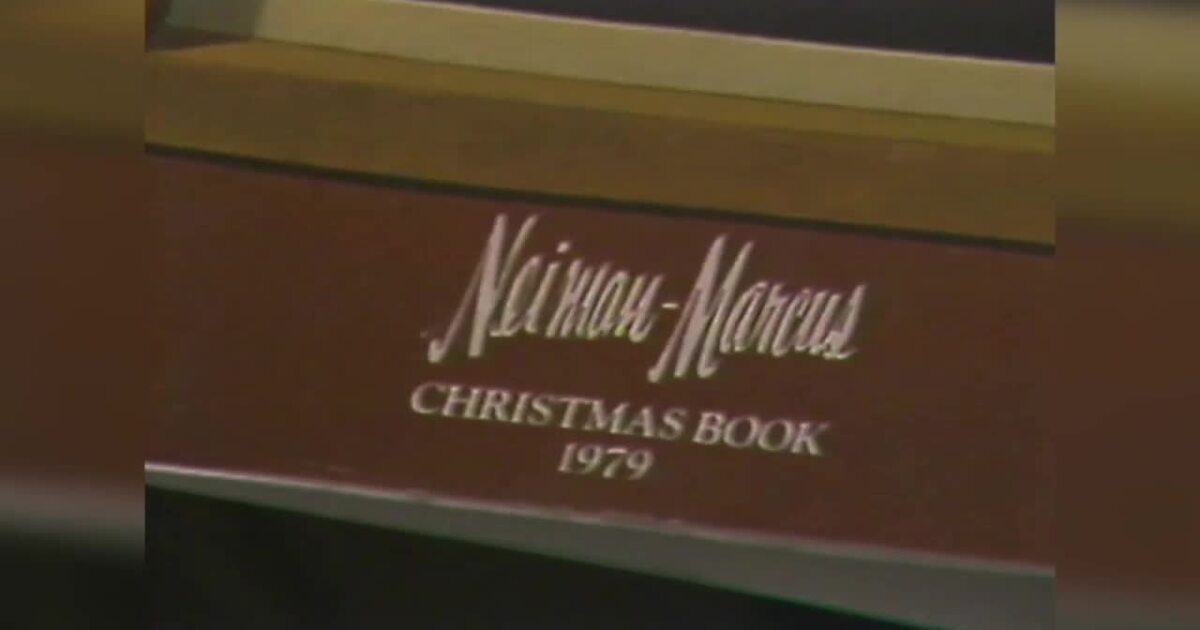 Neiman-Marcus
CHRISTMAS BOOK
1979